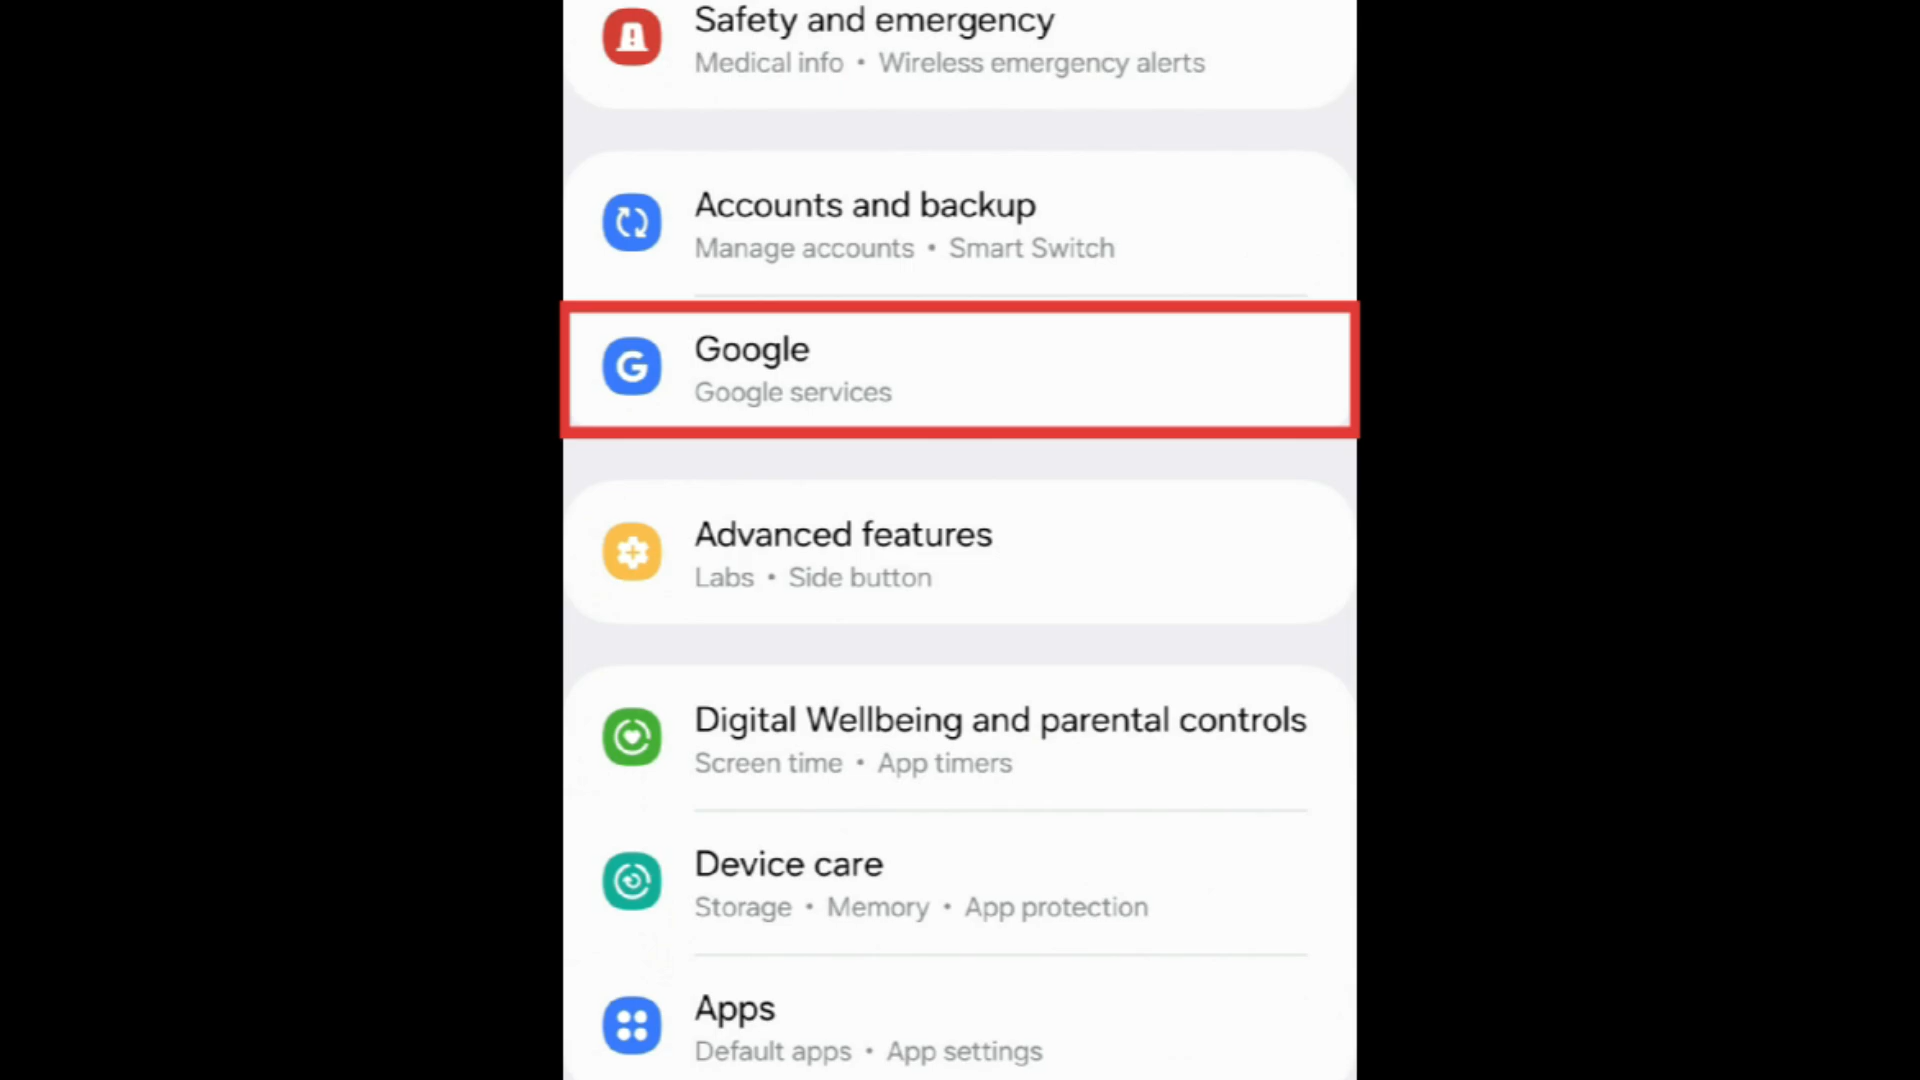 Safety and emergency
Medical info • Wireless emergency alerts
Accounts and backup
Manage accounts • Smart Switch
Google
Google services
Advanced features
Labs • Side button
Digital Wellbeing and parental controls
Screen time • App timers
Device care
Storage • Memory • App protection
Apps
Default apps • App settings